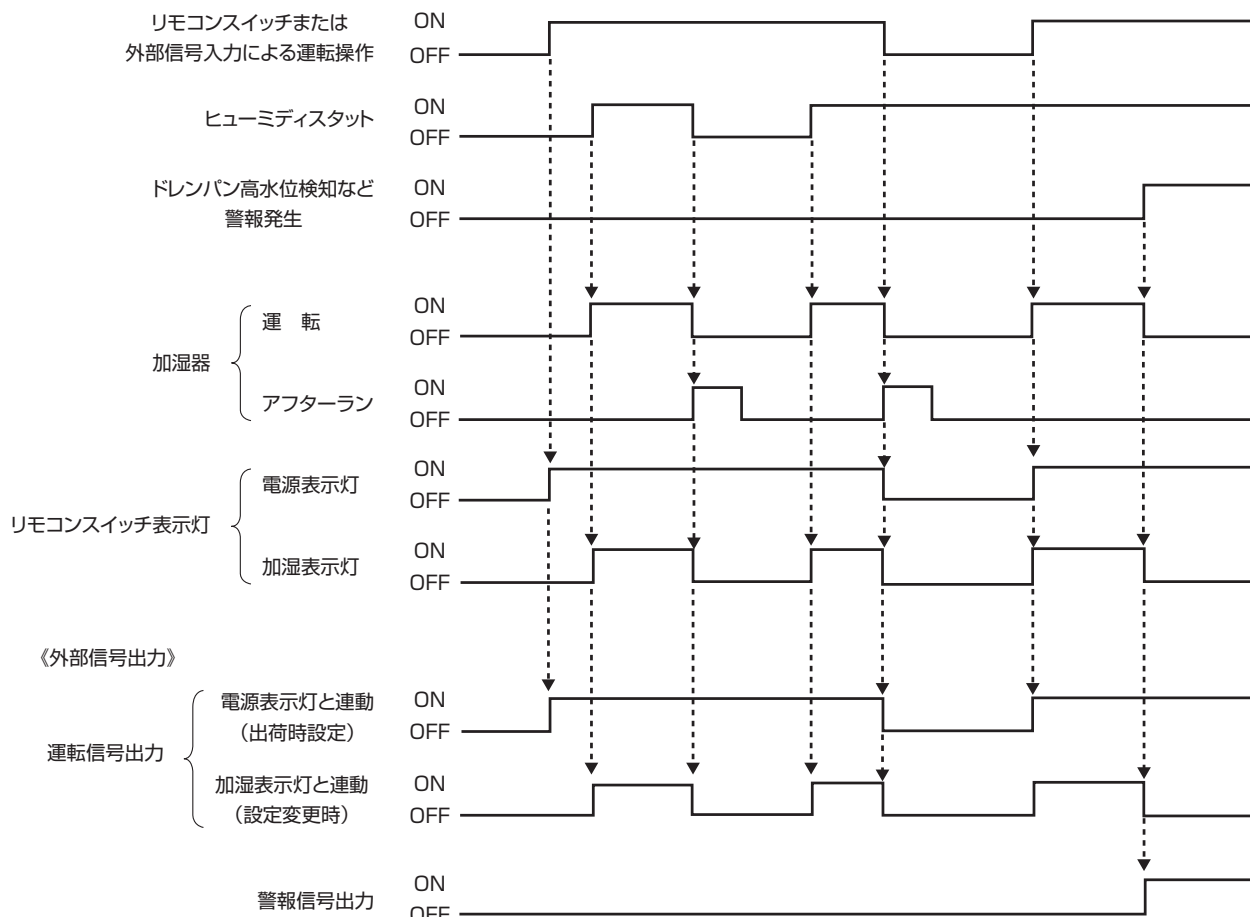 リモコンスイッチまたは
外部信号入力による運転操作
ON
OFF
ヒューミディスタット
ON
OFF
ドレンパン高水位検知など
警報発生
ON
OFF
加湿器
運 転
ON
OFF
アフターラン
ON
OFF
リモコンスイッチ表示灯
電源表示灯
ON
OFF
加湿表示灯
ON
OFF
《外部信号出力》
運転信号出力
電源表示灯と連動
（出荷時設定）
ON
OFF
加湿表示灯と連動
（設定変更時）
ON
OFF
警報信号出力
ON
OFF